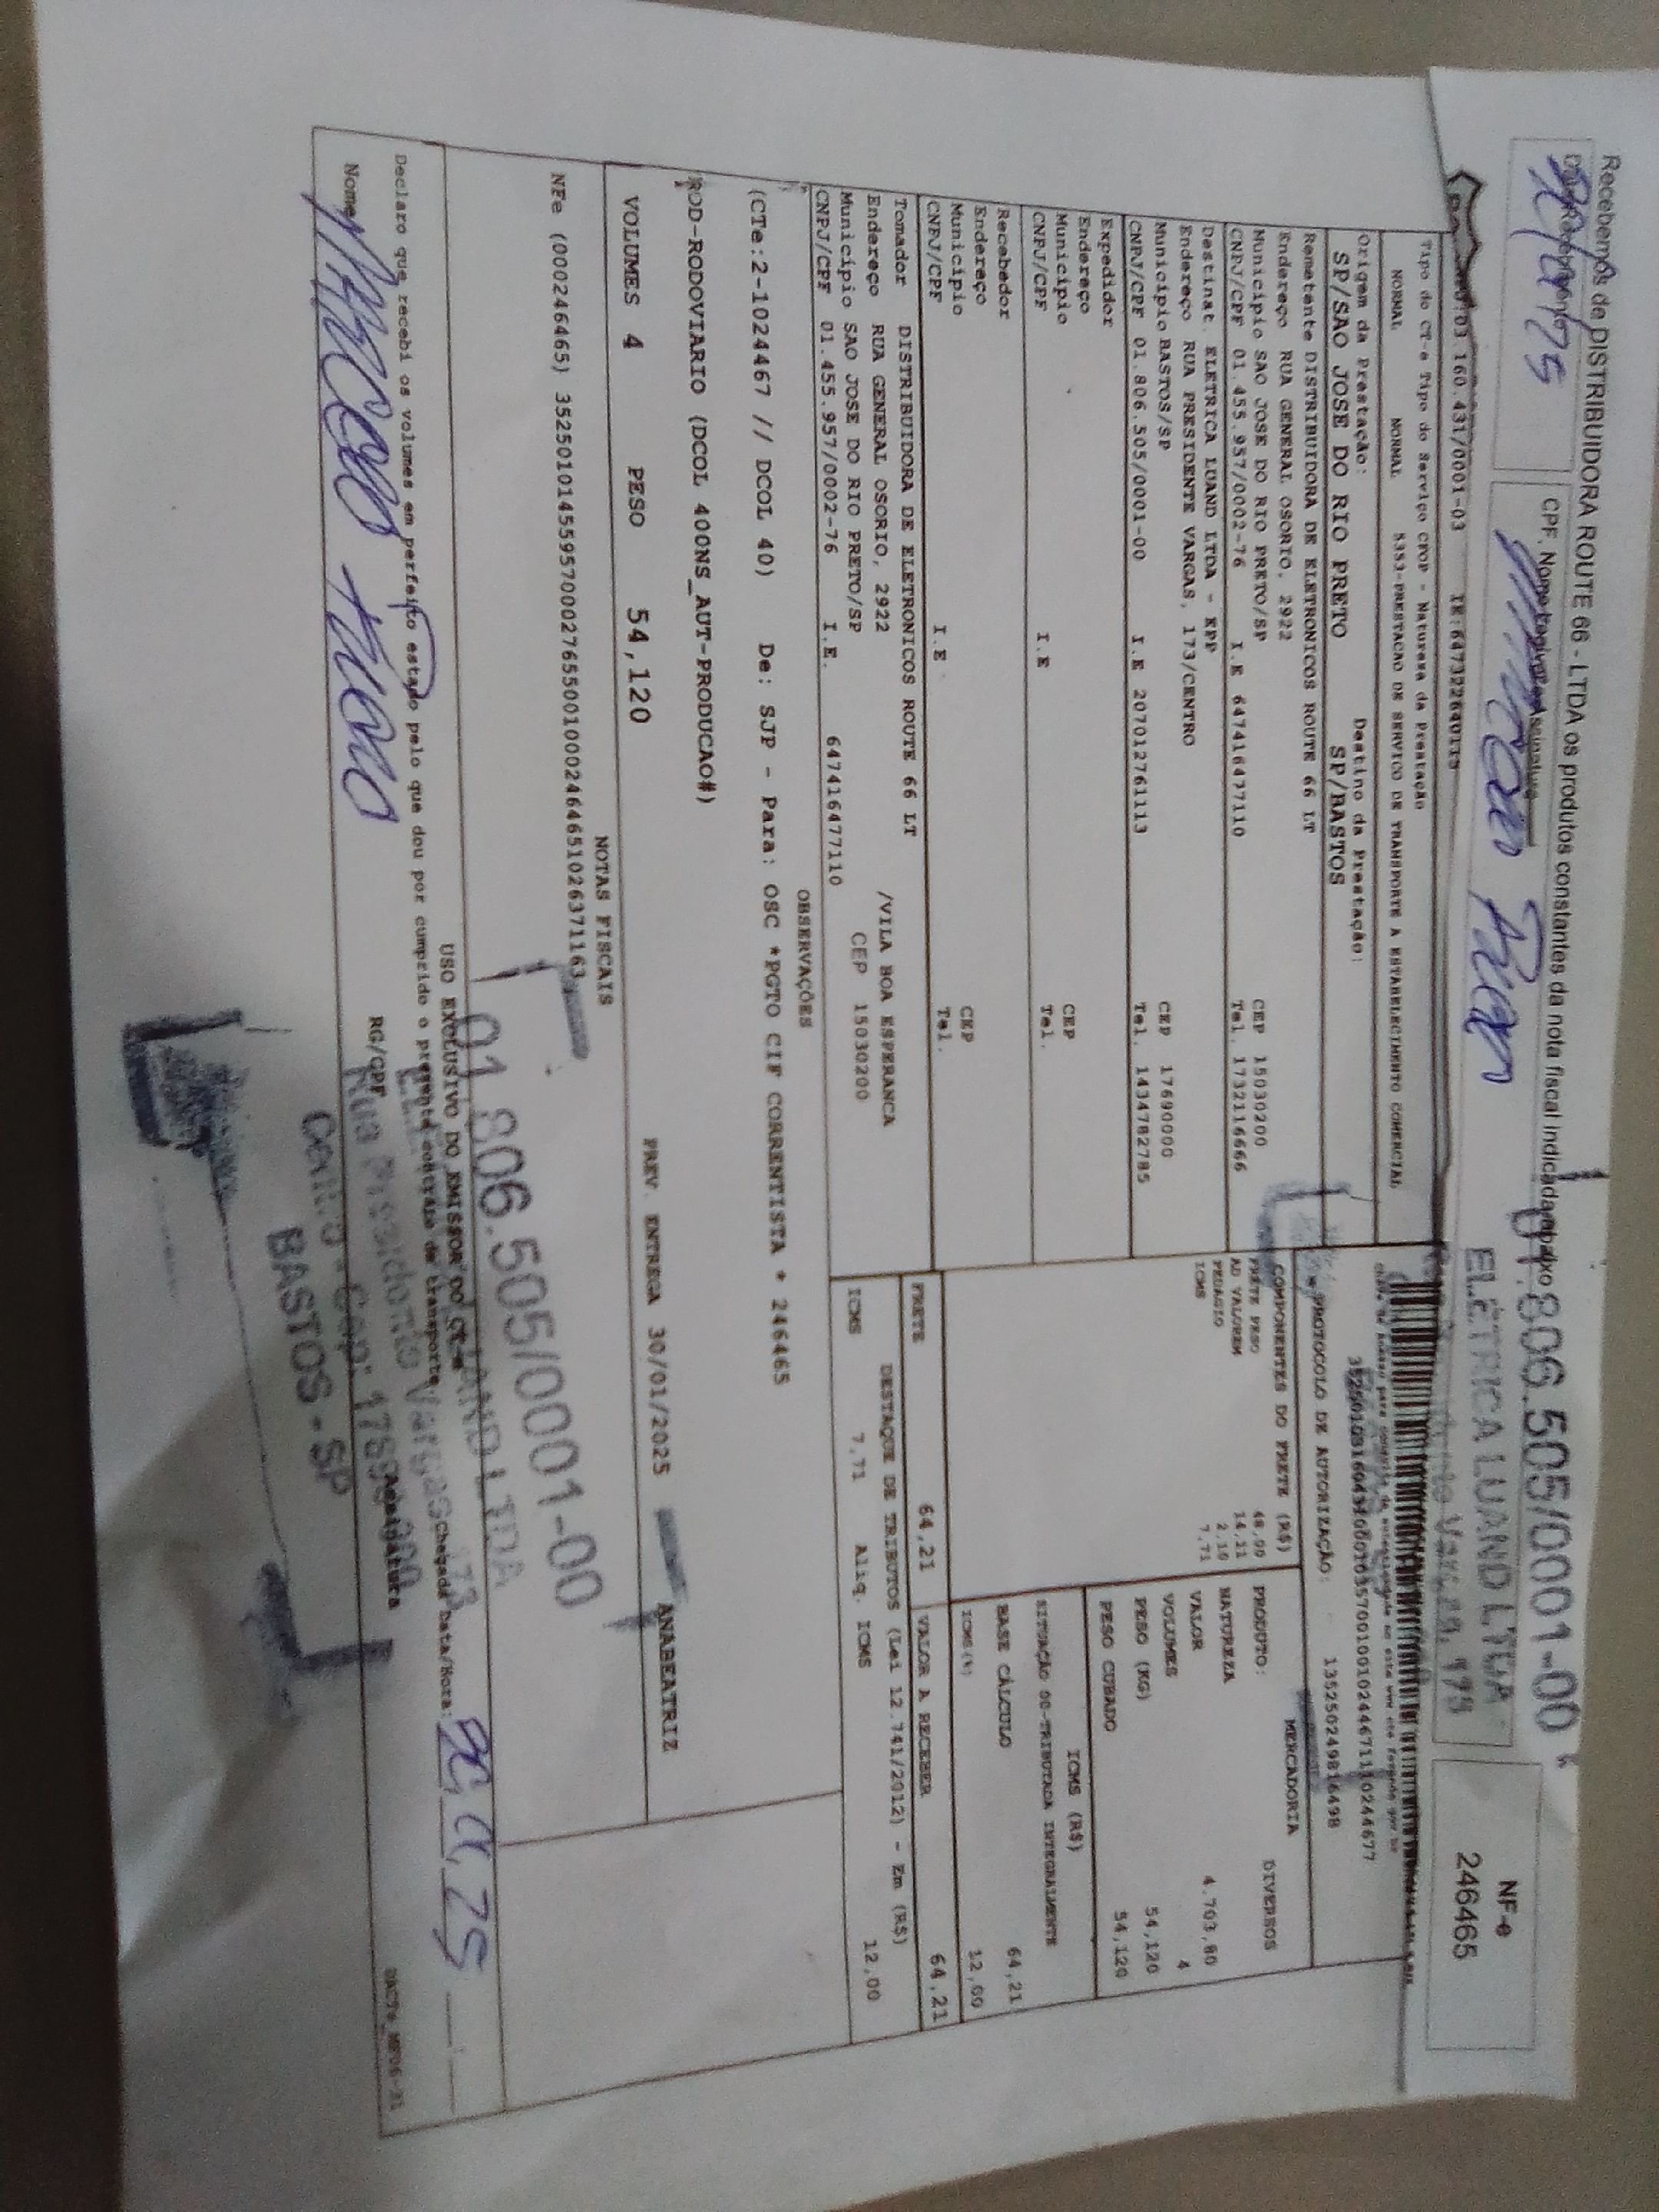 Recebemos de DISTRIBUIDORA ROUTE 66 - LTDA os produtos constantes da nota fiscal indicada abaixo
CPF, Nome Legível e Assinatura
01.806.505/0001-00
ELÉTRICA LUAND LTDA
NF-e
246465
03.160.431/0001-03
Tipo do CT-e Tipo do Serviço CFOP - Natureza da Prestação
NORMAL NORMAL 5353-PRESTACAO DE SERVICO DE TRANSPORTE A ESTABELECIMENTO COMERCIAL
Origem da Prestação: Destino da Prestação:
SP/SAO JOSE DO RIO PRETO SP/BASTOS
PROTOCOLO DE AUTORIZAÇÃO: 135250249816498
Remetente DISTRIBUIDORA DE ELETRONICOS ROUTE 66 LT
Endereço RUA GENERAL OSORIO, 2922
Município SAO JOSE DO RIO PRETO/SP CEP 15030200
CNPJ/CPF 01.455.957/0002-76 I.E 647416477110 Tel. 1732116666
Destinat. ELETRICA LUAND LTDA - EPP
Endereço RUA PRESIDENTE VARGAS, 173/CENTRO
Município BASTOS/SP CEP 17690000
CNPJ/CPF 01.806.505/0001-00 I.E 207012761113 Tel. 1434782785
Expedidor
Endereço
Município CEP
CNPJ/CPF I.E Tel.
Recebedor
Endereço
Município CEP
CNPJ/CPF I.E Tel.
COMPONENTES DO FRETE (R$)
FRETE PESO
AD VALOREM 14,21
PEDAGIO 2,10
ICMS 7,71
MERCADORIA
PRODUTO: DIVERSOS
NATUREZA
VALOR 4.703,80
VOLUMES 4
PESO (KG) 54,120
PESO CUBADO 54,120
ICMS (R$)
SITUAÇÃO 00-TRIBUTADA INTEGRALMENTE
BASE CÁLCULO 64,21
ICMS(%) 12,00
Tomador DISTRIBUIDORA DE ELETRONICOS ROUTE 66 LT
Endereço RUA GENERAL OSORIO, 2922 /VILA BOA ESPERANCA
Município SAO JOSE DO RIO PRETO/SP CEP 15030200
CNPJ/CPF 01.455.957/0002-76 I.E. 647416477110
FRETE 64,21 VALOR A RECEBER 64,21
DESTAQUE DE TRIBUTOS (Lei 12.741/2012) - Em (R$)
ICMS 7,71 Aliq. ICMS 12,00
OBSERVAÇÕES
(CTe:2-1024467 // DCOL 40) De: SJP - Para: OSC *PGTO CIF CORRENTISTA * 246465
ROD-RODOVIARIO (DCOL 400NS_AUT-PRODUCAO#)
VOLUMES 4 PESO 54,120 PREV. ENTREGA 30/01/2025 ANABEATRIZ
NOTAS FISCAIS
NFe (000246465) 35250101455957000276550010002464651026371163
01.806.505/0001-00
USO EXCLUSIVO DO EMISSOR DO CT-e
Declaro que recebi os volumes em perfeito estado pelo que dou por cumprido o presente contrato de transporte. Chegada Data/Hora:
Nome RG/CPF Assinatura
Rua Presidente Vargas
BASTOS - SP